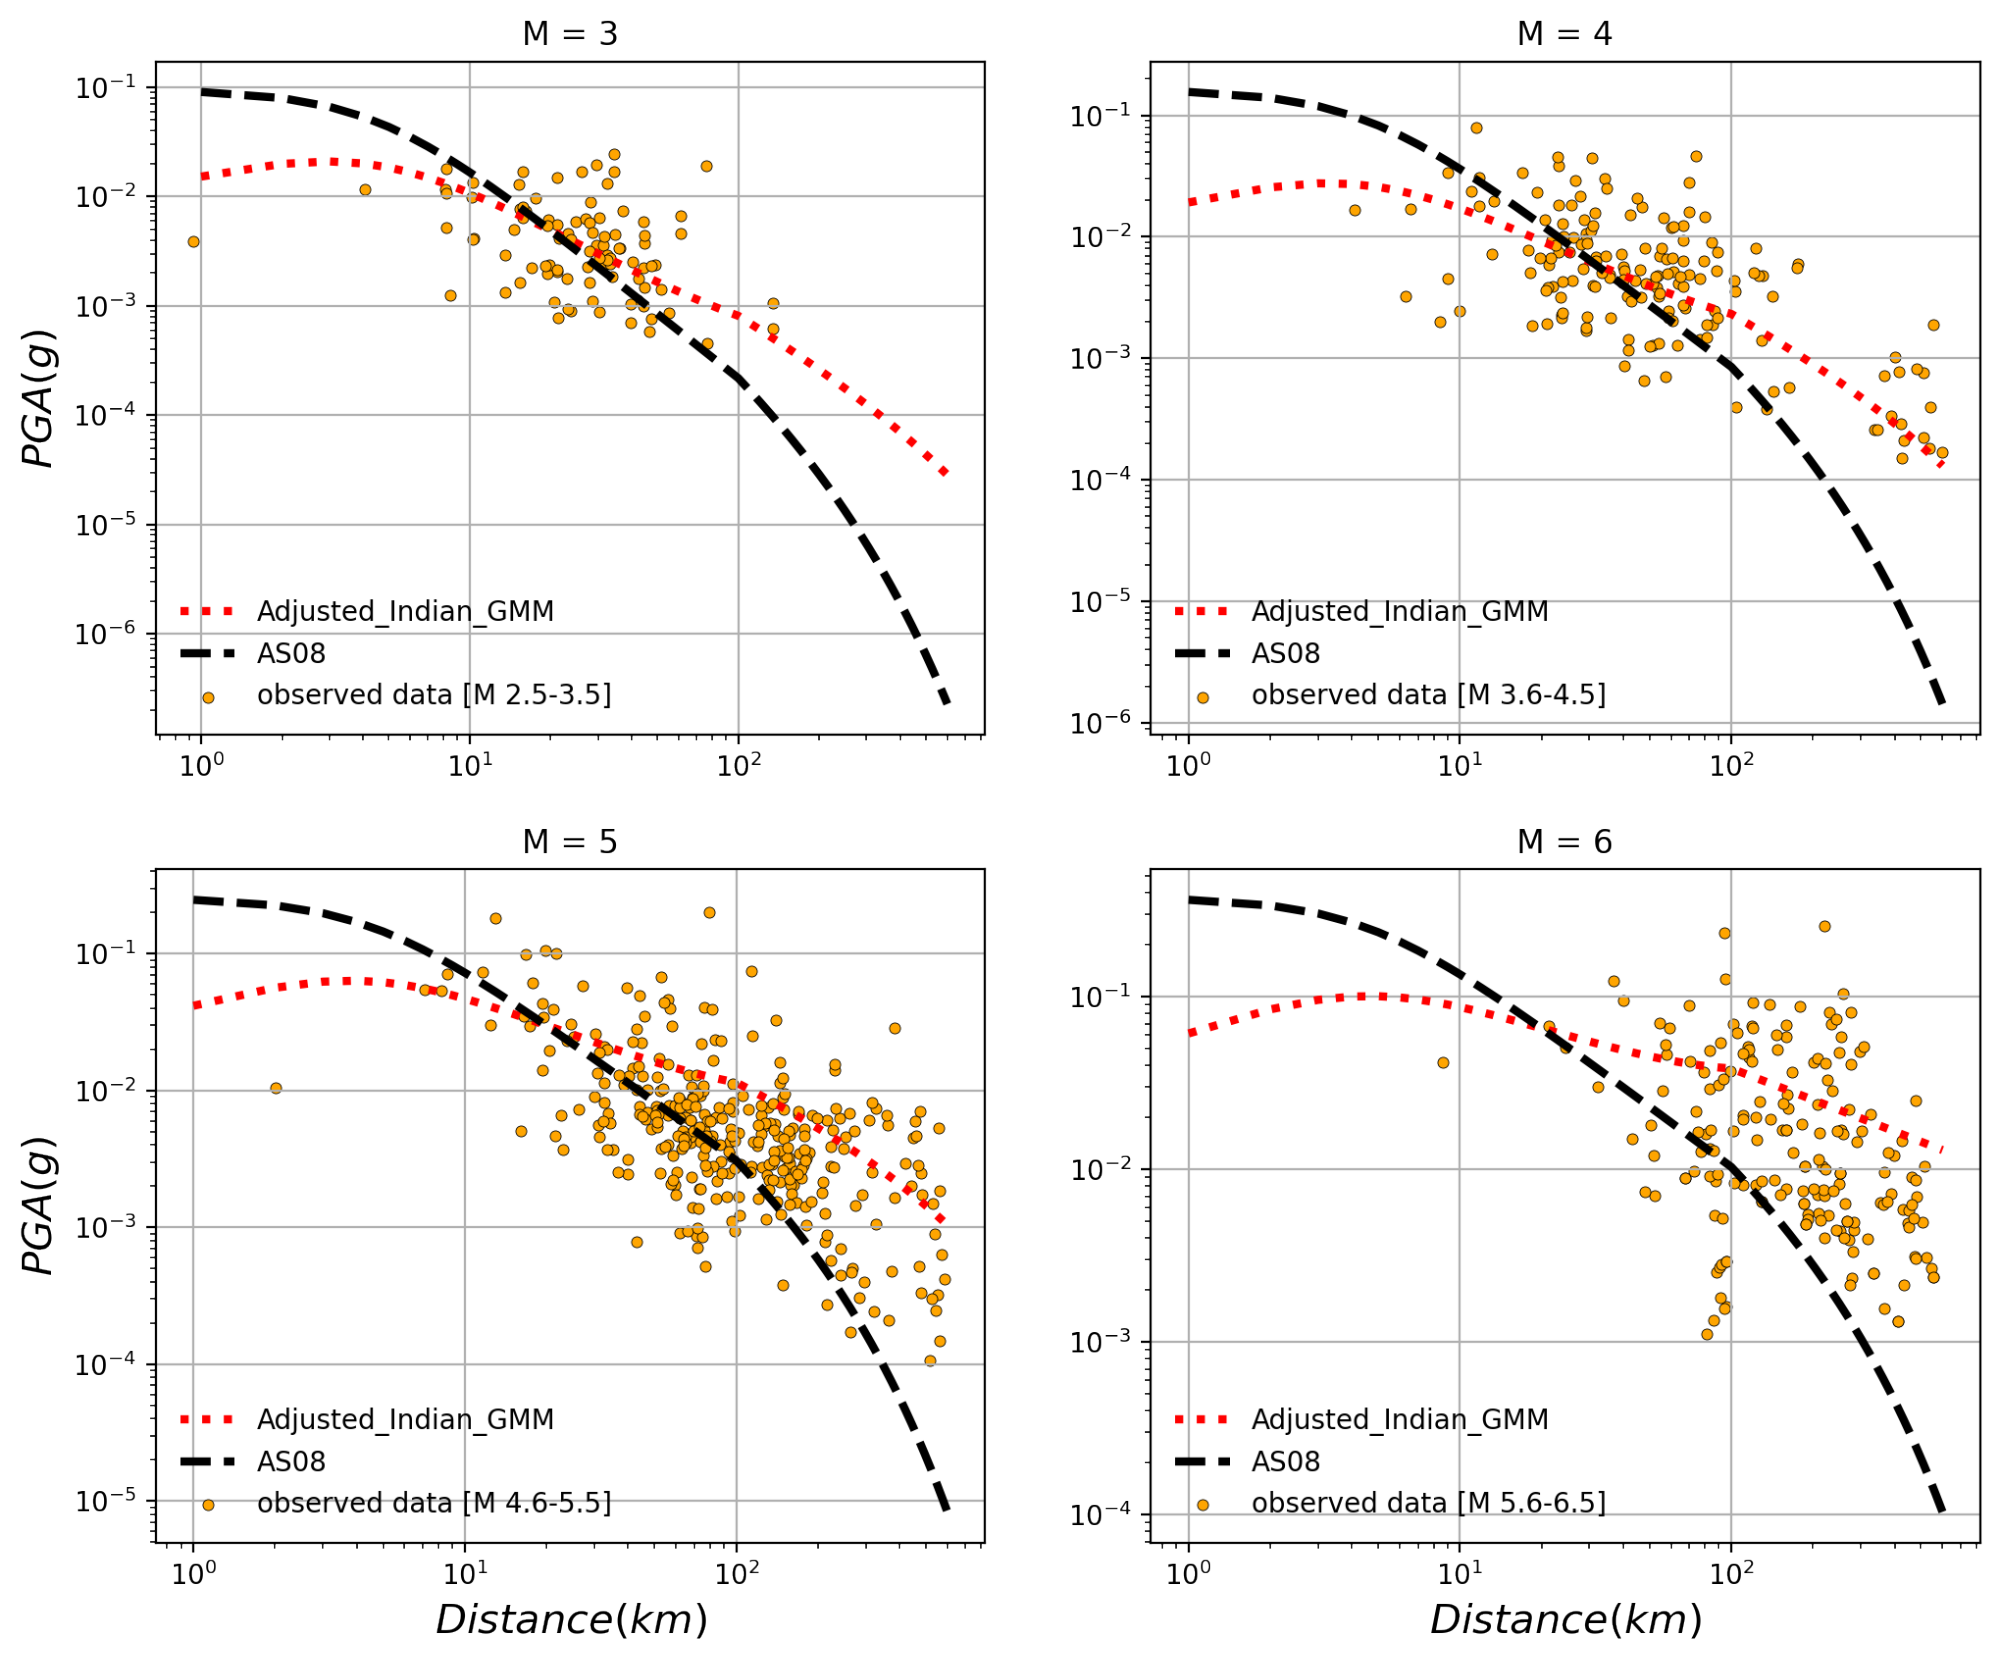 M = 3
10⁻¹
10⁻²
10⁻³
10⁻⁴
10⁻⁵
10⁻⁶
PGA(g)
Adjusted_Indian_GMM
AS08
observed data [M 2.5-3.5]
10⁰ 10¹ 10²
M = 4
10⁻¹
10⁻²
10⁻³
10⁻⁴
10⁻⁵
10⁻⁶
Adjusted_Indian_GMM
AS08
observed data [M 3.6-4.5]
10⁰ 10¹ 10²
M = 5
10⁻¹
10⁻²
10⁻³
10⁻⁴
10⁻⁵
PGA(g)
Adjusted_Indian_GMM
AS08
observed data [M 4.6-5.5]
10⁰ 10¹ 10²
Distance(km)
M = 6
10⁻¹
10⁻²
10⁻³
10⁻⁴
Adjusted_Indian_GMM
AS08
observed data [M 5.6-6.5]
10⁰ 10¹ 10²
Distance(km)